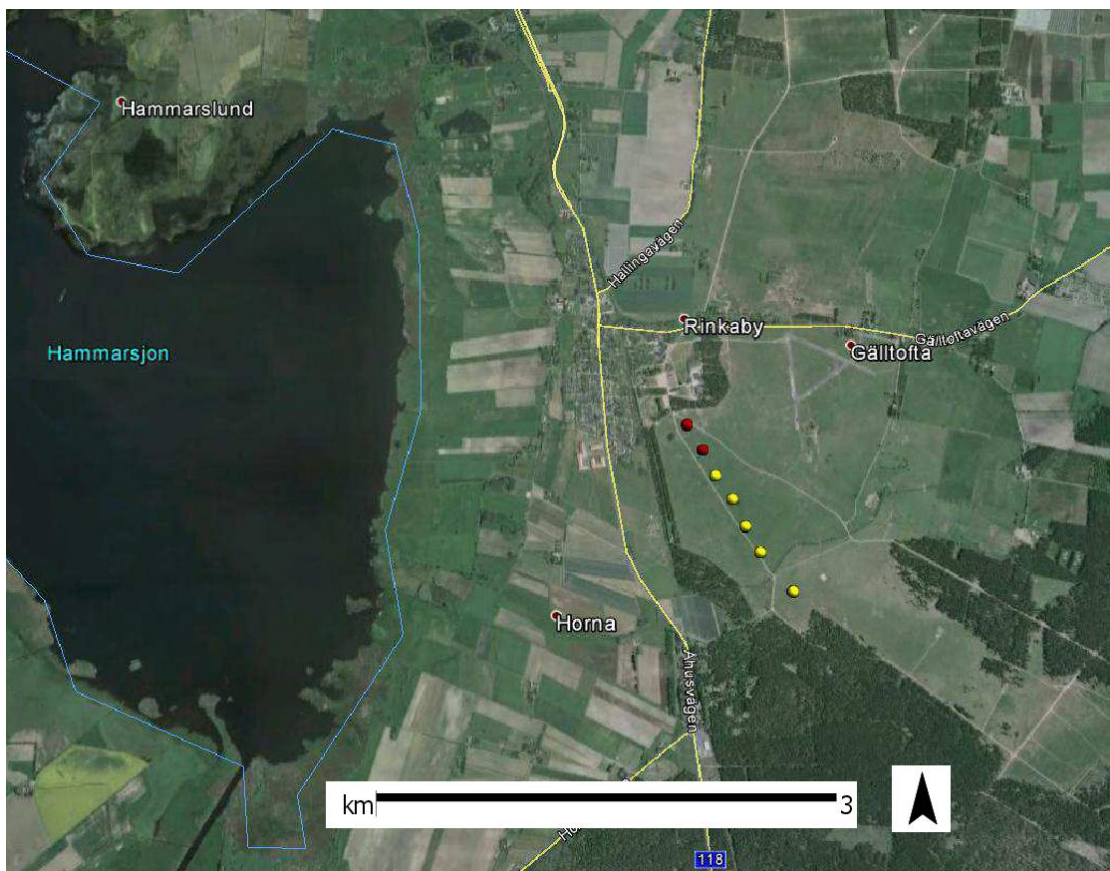 Hammarslund
Hallingavägen
Rinkaby
Gälltoftavägen
Gälltofta
Hammarsjon
Horna
Åhusvägen
km 3
118